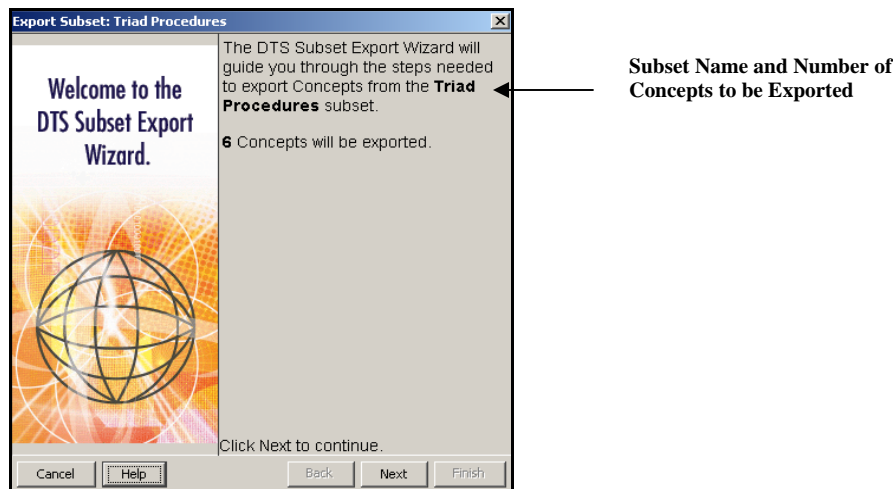 Export Subset: Triad Procedures
Welcome to the
DTS Subset Export
Wizard.
The DTS Subset Export Wizard will
guide you through the steps needed
to export Concepts from the Triad
Procedures subset.
6 Concepts will be exported.
Click Next to continue.
Cancel
Help
Back
Next
Finish
Subset Name and Number of
Concepts to be Exported